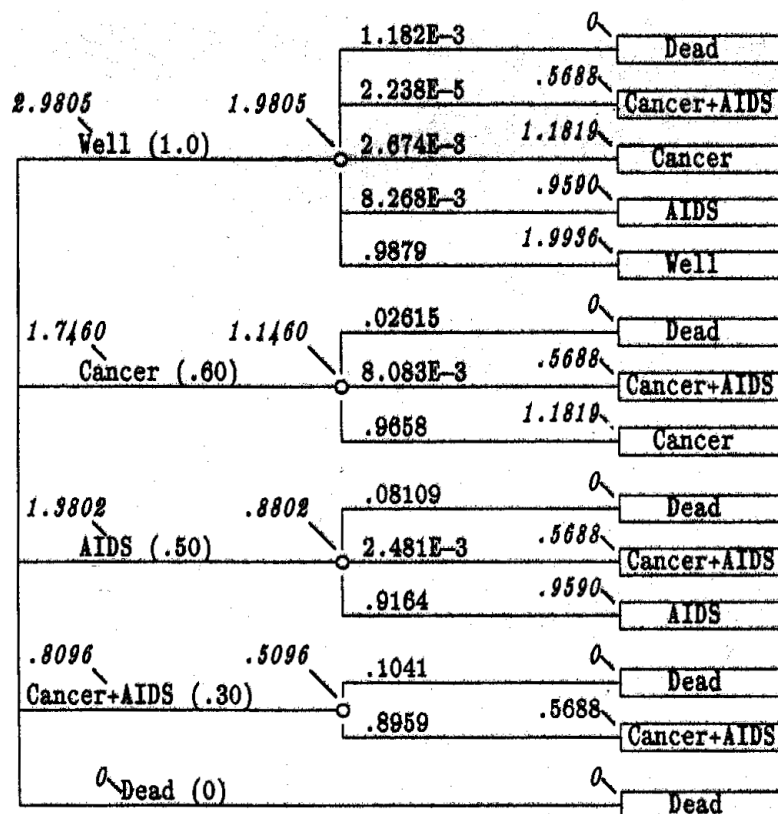 1.182E-3 0 Dead
2.9805 1.9805 2.238E-5 .5688 Cancer+AIDS
Well (1.0) 2.674E-3 1.1819 Cancer
8.268E-3 .9590 AIDS
.9879 1.9936 Well
1.7460 1.1460 .02615 0 Dead
Cancer (.60) 8.083E-3 .5688 Cancer+AIDS
.9658 1.1819 Cancer
1.3802 .8802 .08109 0 Dead
AIDS (.50) 2.481E-3 .5688 Cancer+AIDS
.9164 .9590 AIDS
.8096 .5096 .1041 0 Dead
Cancer+AIDS (.30) .8959 .5688 Cancer+AIDS
0 Dead (0) 0 Dead